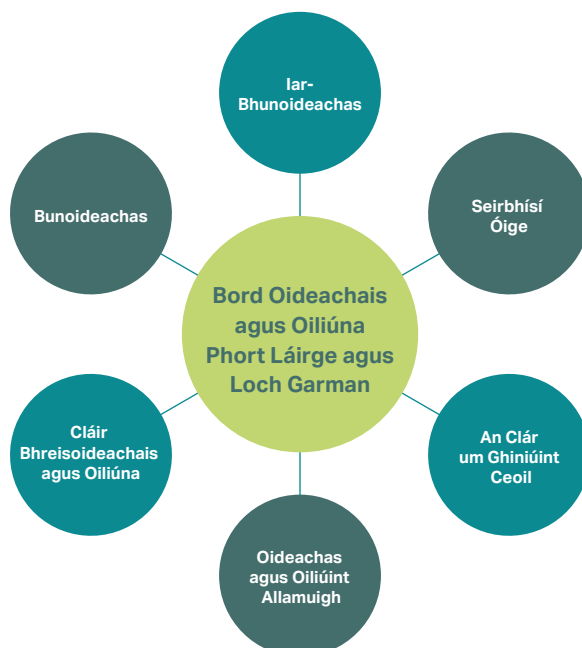 Iar-
Bhunoideachas
Bunoideachas
Seirbhísí
Óige
Bord Oideachais
agus Oiliúna
Phort Láirge agus
Loch Garman
Cláir
Bhreisoideachais
agus Oiliúna
An Clár
um Ghiniúint
Ceoil
Oideachas
agus Oiliúint
Allamuigh